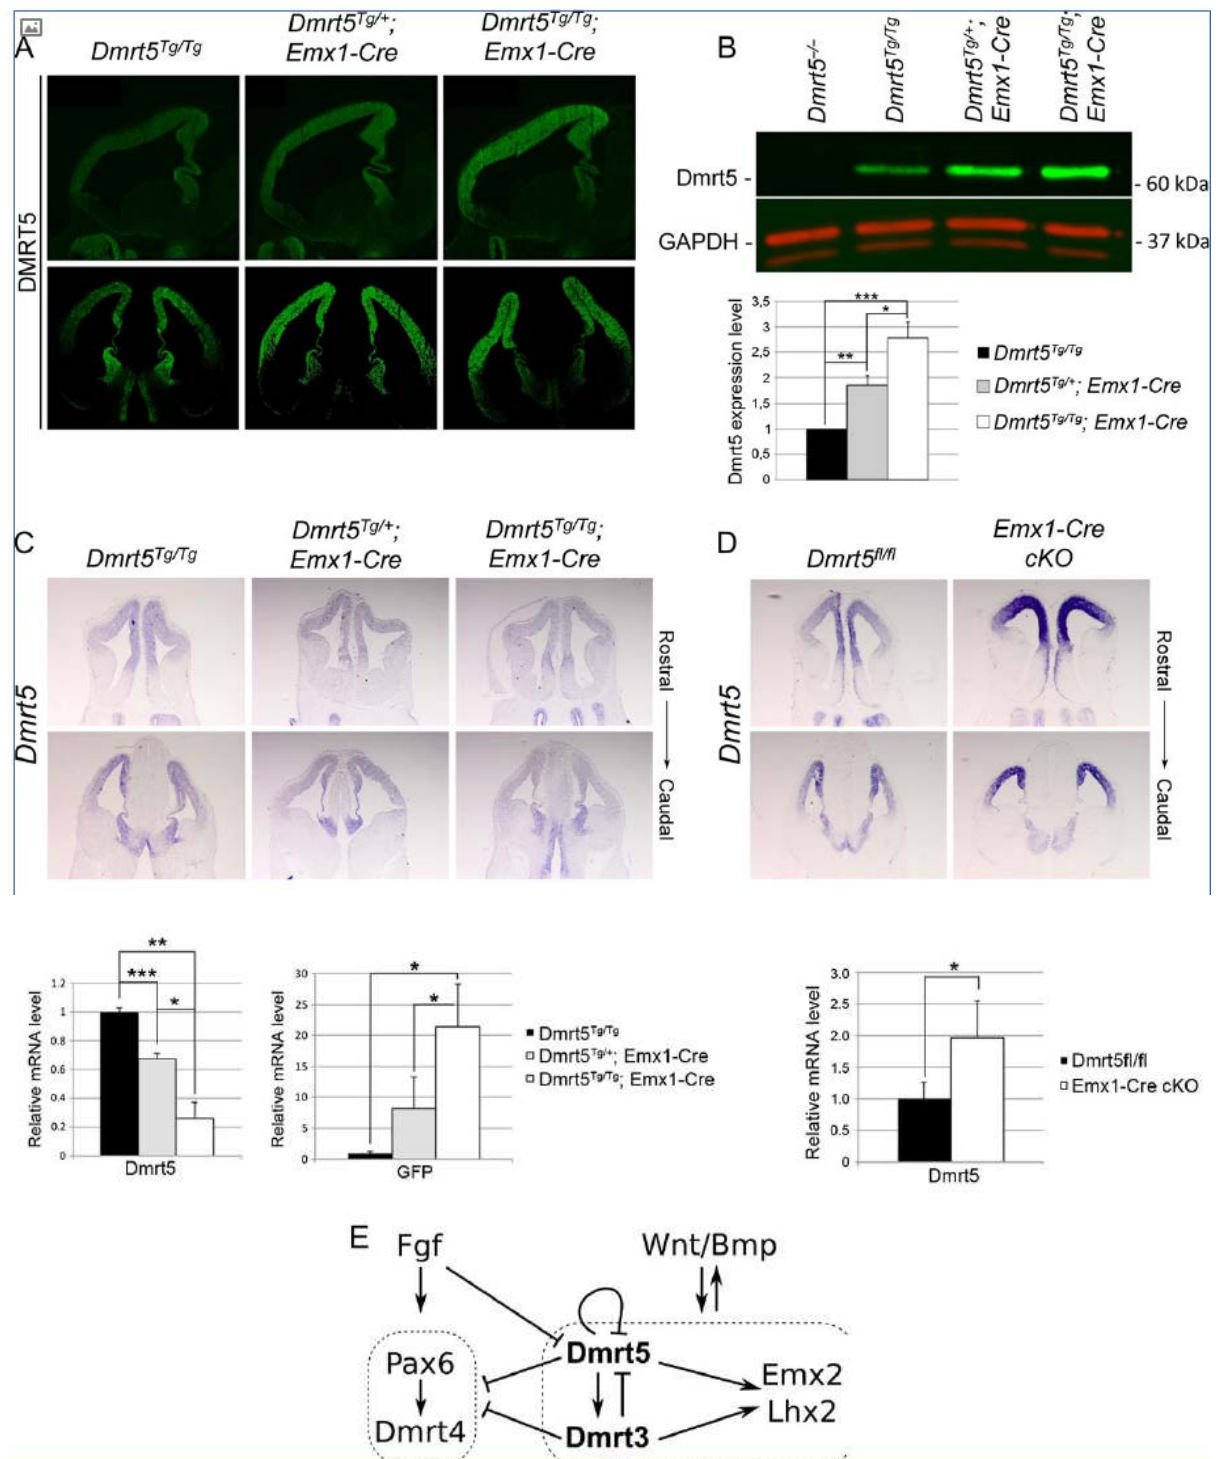 A
Dmrt5Tg/Tg
Dmrt5Tg/+;
Emx1-Cre
Dmrt5Tg/Tg;
Emx1-Cre
DMRT5
B
Dmrt5-/-
Dmrt5Tg/Tg
Dmrt5Tg/+;
Emx1-Cre
Dmrt5Tg/Tg;
Emx1-Cre
Dmrt5 -
- 60 kDa
GAPDH -
- 37 kDa
Dmrt5 expression level
3,5
3
2,5
2
1,5
1
0,5
0
***
*
**
Dmrt5Tg/Tg
Dmrt5Tg/+; Emx1-Cre
Dmrt5Tg/Tg; Emx1-Cre
C
Dmrt5Tg/Tg
Dmrt5Tg/+;
Emx1-Cre
Dmrt5Tg/Tg;
Emx1-Cre
Dmrt5
Rostral
Caudal
D
Dmrt5fl/fl
Emx1-Cre
cKO
Dmrt5
Rostral
Caudal
Relative mRNA level
1.2
1
0.8
0.6
0.4
0.2
0
**
***
*
Dmrt5
Relative mRNA level
30
25
20
15
10
5
0
*
*
GFP
Dmrt5Tg/Tg
Dmrt5Tg/+; Emx1-Cre
Dmrt5Tg/Tg; Emx1-Cre
Relative mRNA level
3.0
2.5
2.0
1.5
1.0
0.5
0
*
Dmrt5
Dmrt5fl/fl
Emx1-Cre cKO
E
Fgf
Wnt/Bmp
Pax6
Dmrt4
Dmrt5
Dmrt3
Emx2
Lhx2